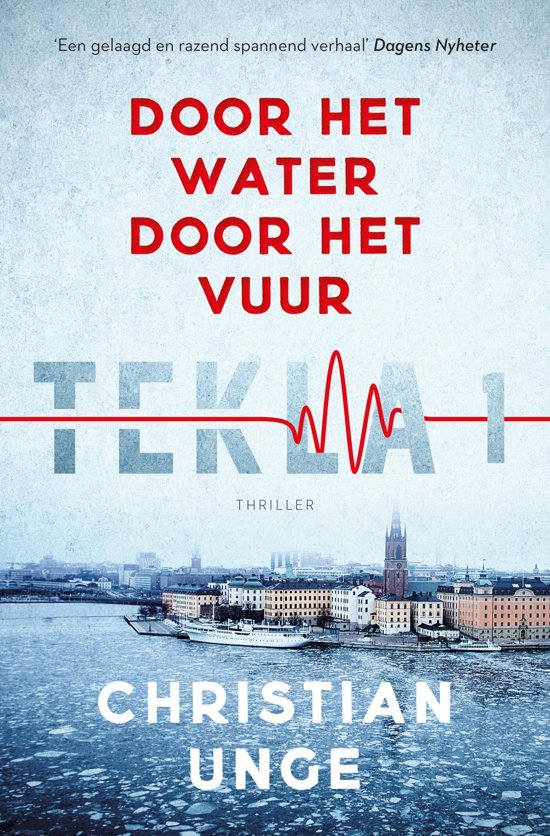 ‘Een gelaagd en razend spannend verhaal’ Dagens Nyheter
DOOR HET
WATER
DOOR HET
VUUR
TEKLA 1
THRILLER
CHRISTIAN
UNGE